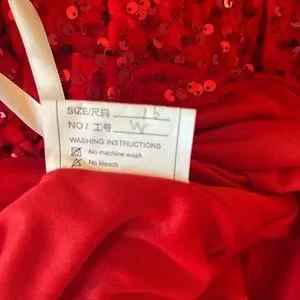 SIZE/尺码 16
NO/工号 W
WASHING INSTRUCTIONS
No machine wash
No bleach